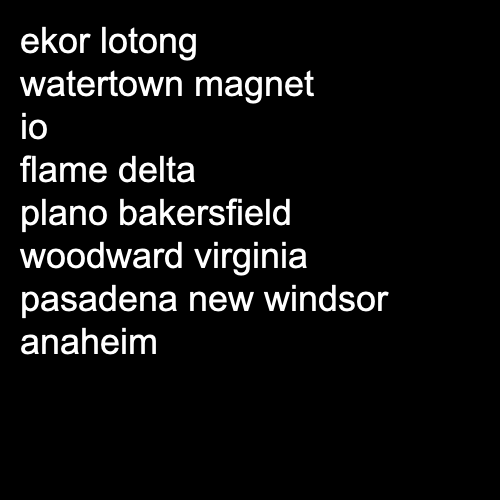 ekor lotong
watertown magnet
io
flame delta
plano bakersfield
woodward virginia
pasadena new windsor
anaheim